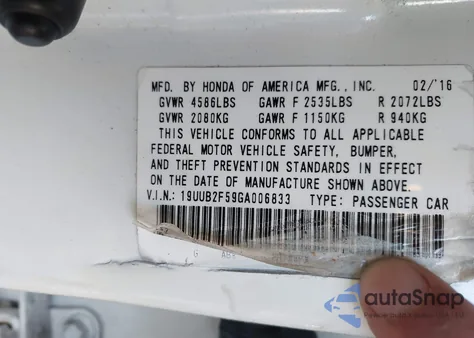 MFD. BY HONDA OF AMERICA MFG., INC. 02/'16
GVWR 4586LBS GAWR F 2535LBS R 2072LBS
GVWR 2080KG GAWR F 1150KG R 940KG
THIS VEHICLE CONFORMS TO ALL APPLICABLE
FEDERAL MOTOR VEHICLE SAFETY, BUMPER,
AND THEFT PREVENTION STANDARDS IN EFFECT
ON THE DATE OF MANUFACTURE SHOWN ABOVE.
V.I.N.: 19UUB2F59GA006833 TYPE: PASSENGER CAR
autoSnap